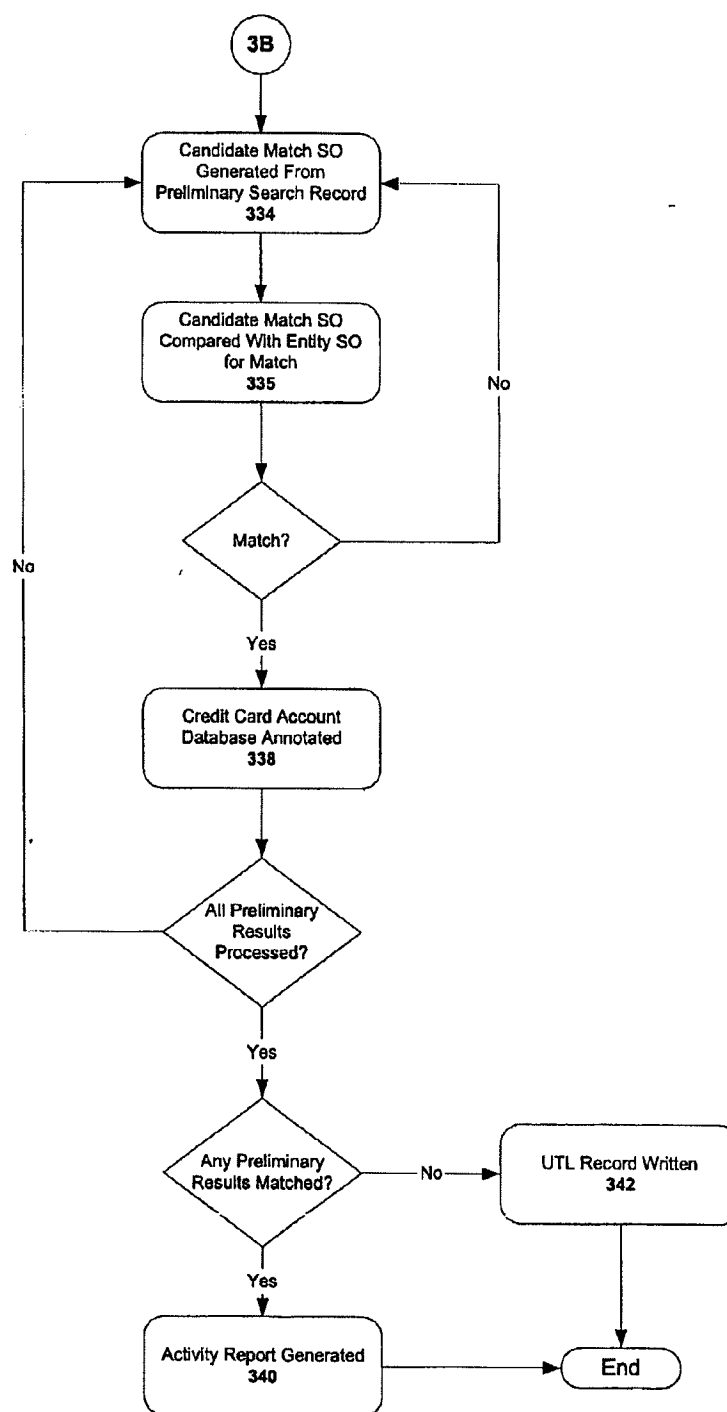 3B
Candidate Match SO
Generated From
Preliminary Search Record
334
Candidate Match SO
Compared With Entity SO
for Match
335
No
Match?
No
Yes
Credit Card Account
Database Annotated
338
All Preliminary
Results
Processed?
Yes
Any Preliminary
Results Matched?
No
UTL Record Written
342
Yes
Activity Report Generated
340
End